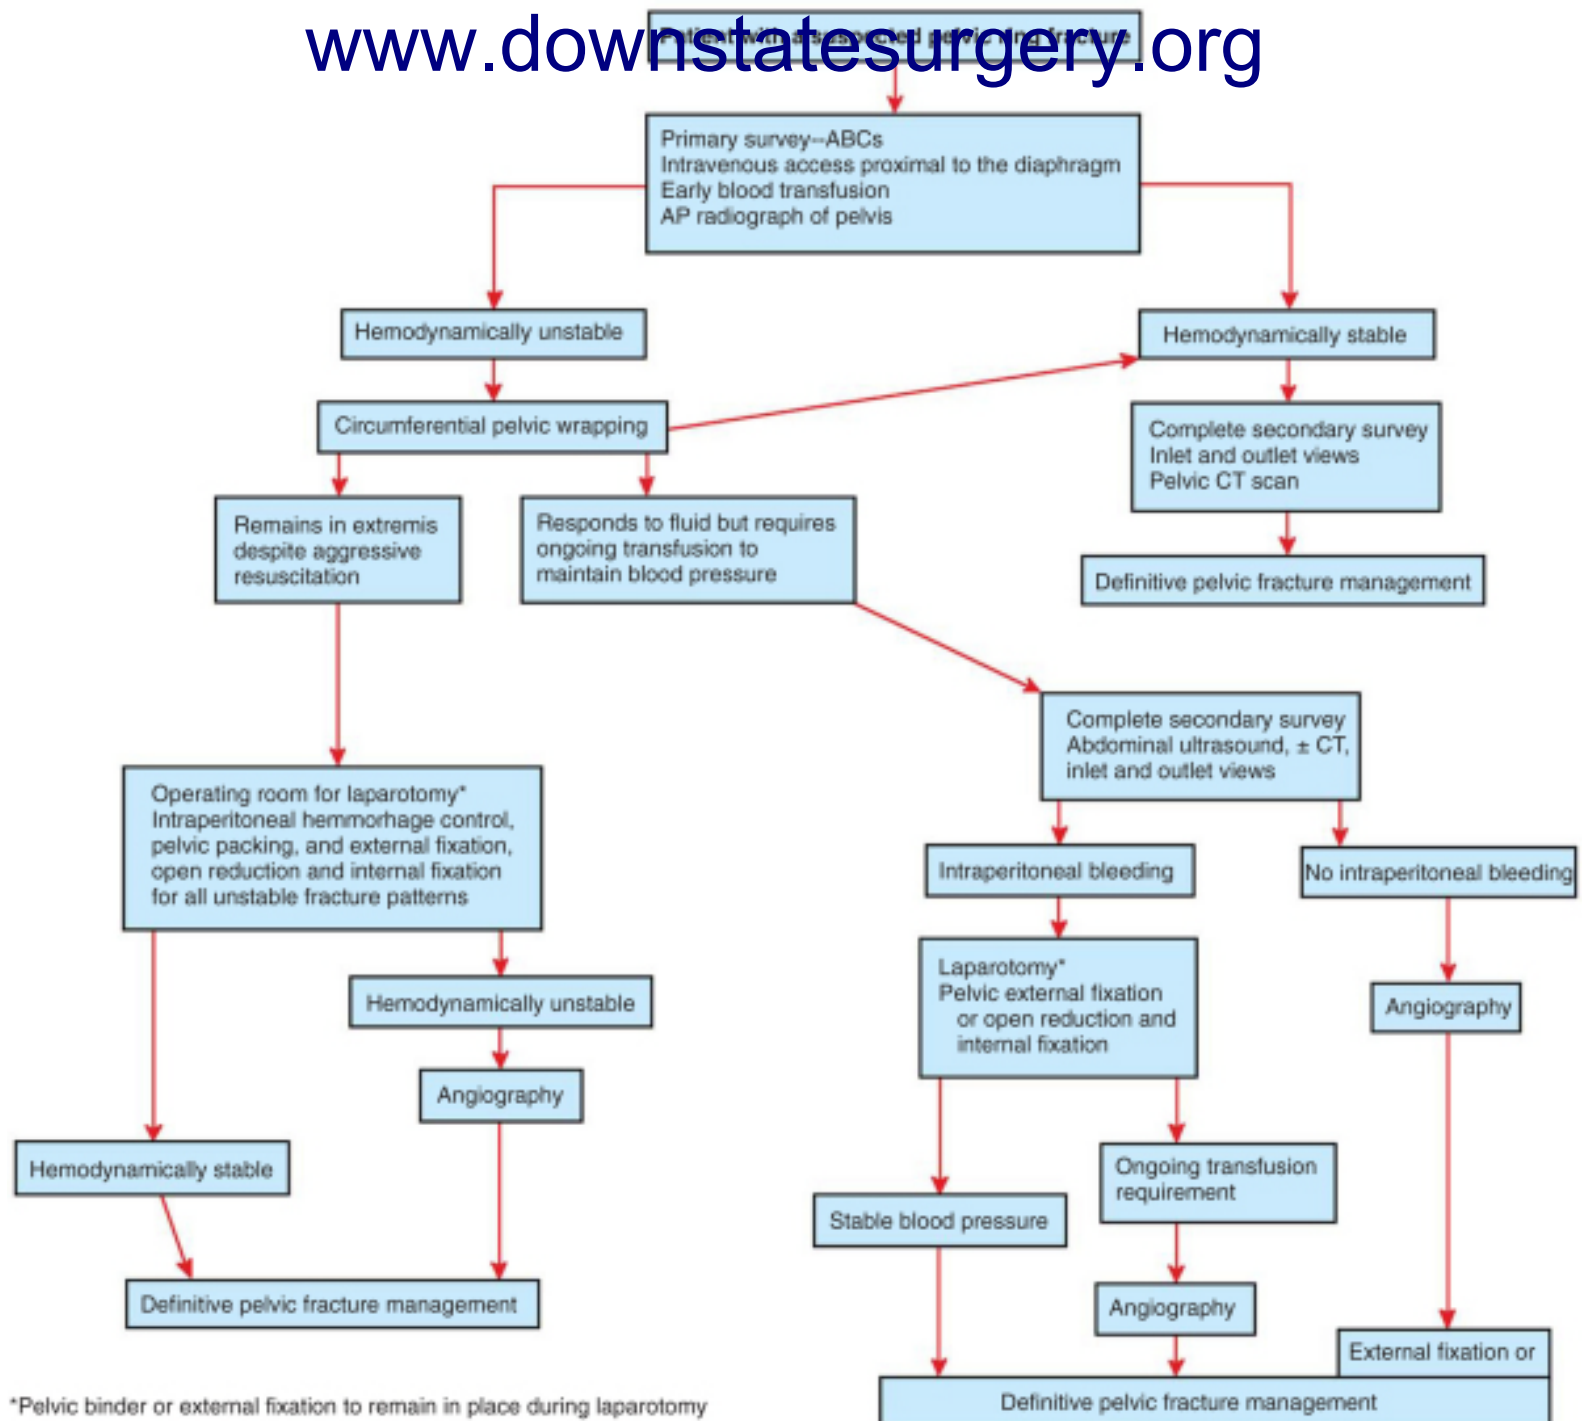 www.downstatesurgery.org
Patient with a suspected pelvic ring fracture
Primary survey--ABCs
Intravenous access proximal to the diaphragm
Early blood transfusion
AP radiograph of pelvis
Hemodynamically unstable
Hemodynamically stable
Circumferential pelvic wrapping
Complete secondary survey
Inlet and outlet views
Pelvic CT scan
Remains in extremis
despite aggressive
resuscitation
Responds to fluid but requires
ongoing transfusion to
maintain blood pressure
Definitive pelvic fracture management
Complete secondary survey
Abdominal ultrasound, ± CT,
inlet and outlet views
Operating room for laparotomy*
Intraperitoneal hemmorhage control,
pelvic packing, and external fixation,
open reduction and internal fixation
for all unstable fracture patterns
Intraperitoneal bleeding
No intraperitoneal bleeding
Laparotomy*
Pelvic external fixation
or open reduction and
internal fixation
Hemodynamically unstable
Angiography
Angiography
Hemodynamically stable
Ongoing transfusion
requirement
Stable blood pressure
Definitive pelvic fracture management
Angiography
External fixation or
Definitive pelvic fracture management
*Pelvic binder or external fixation to remain in place during laparotomy